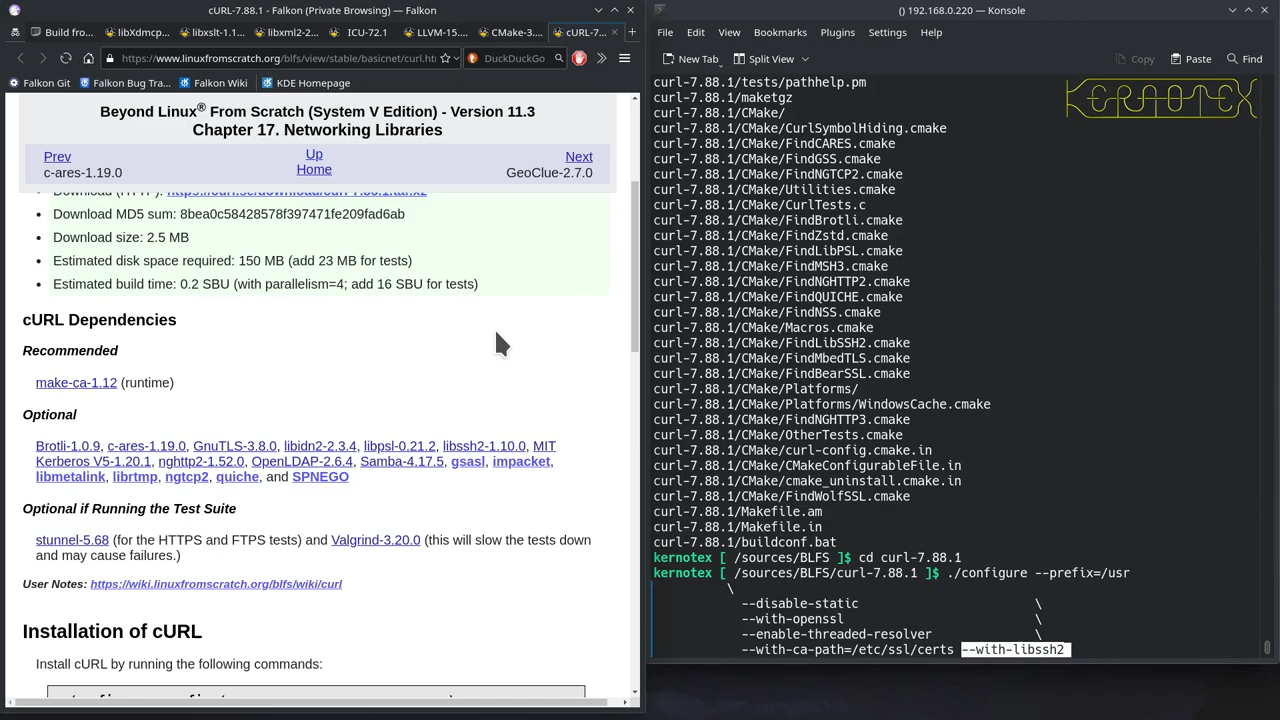 cURL-7.88.1 - Falkon (Private Browsing) - Falkon
Build fro...
libXdmcp...
libxslt-1.1...
libxml2-2...
ICU-72.1
LLVM-15....
CMake-3....
cURL-7...
https://www.linuxfromscratch.org/blfs/view/stable/basicnet/curl.ht
DuckDuckGo
Falkon Git
Falkon Bug Tra...
Falkon Wiki
KDE Homepage
Beyond Linux® From Scratch (System V Edition) - Version 11.3
Chapter 17. Networking Libraries
Prev
Up
Next
c-ares-1.19.0
Home
GeoClue-2.7.0
Download (HTTP): https://curl.se/download/curl-7.88.1.tar.xz
Download MD5 sum: 8bea0c58428578f397471fe209fad6ab
Download size: 2.5 MB
Estimated disk space required: 150 MB (add 23 MB for tests)
Estimated build time: 0.2 SBU (with parallelism=4; add 16 SBU for tests)
cURL Dependencies
Recommended
make-ca-1.12 (runtime)
Optional
Brotli-1.0.9, c-ares-1.19.0, GnuTLS-3.8.0, libidn2-2.3.4, libpsl-0.21.2, libssh2-1.10.0, MIT
Kerberos V5-1.20.1, nghttp2-1.52.0, OpenLDAP-2.6.4, Samba-4.17.5, gsasl, impacket,
libmetalink, librtmp, ngtcp2, quiche, and SPNEGO
Optional if Running the Test Suite
stunnel-5.68 (for the HTTPS and FTPS tests) and Valgrind-3.20.0 (this will slow the tests down
and may cause failures.)
User Notes: https://wiki.linuxfromscratch.org/blfs/wiki/curl
Installation of cURL
Install cURL by running the following commands:
() 192.168.0.220 — Konsole
File Edit View Bookmarks Plugins Settings Help
New Tab
Split View
Copy
Paste
Find
KERNOTEX
curl-7.88.1/tests/pathhelp.pm
curl-7.88.1/maketgz
curl-7.88.1/CMake/
curl-7.88.1/CMake/CurlSymbolHiding.cmake
curl-7.88.1/CMake/FindCARES.cmake
curl-7.88.1/CMake/FindGSS.cmake
curl-7.88.1/CMake/FindNGTCP2.cmake
curl-7.88.1/CMake/Utilities.cmake
curl-7.88.1/CMake/CurlTests.c
curl-7.88.1/CMake/FindBrotli.cmake
curl-7.88.1/CMake/FindZstd.cmake
curl-7.88.1/CMake/FindLibPSL.cmake
curl-7.88.1/CMake/FindMSH3.cmake
curl-7.88.1/CMake/FindNGHTTP2.cmake
curl-7.88.1/CMake/FindQUICHE.cmake
curl-7.88.1/CMake/FindNSS.cmake
curl-7.88.1/CMake/Macros.cmake
curl-7.88.1/CMake/FindLibSSH2.cmake
curl-7.88.1/CMake/FindMbedTLS.cmake
curl-7.88.1/CMake/FindBearSSL.cmake
curl-7.88.1/CMake/Platforms/
curl-7.88.1/CMake/Platforms/WindowsCache.cmake
curl-7.88.1/CMake/FindNGHTTP3.cmake
curl-7.88.1/CMake/OtherTests.cmake
curl-7.88.1/CMake/curl-config.cmake.in
curl-7.88.1/CMake/CMakeConfigurableFile.in
curl-7.88.1/CMake/cmake_uninstall.cmake.in
curl-7.88.1/CMake/FindWolfSSL.cmake
curl-7.88.1/Makefile.am
curl-7.88.1/Makefile.in
curl-7.88.1/buildconf.bat
kernotex [ /sources/BLFS ]$ cd curl-7.88.1
kernotex [ /sources/BLFS/curl-7.88.1 ]$ ./configure --prefix=/usr
\
--disable-static \
--with-openssl \
--enable-threaded-resolver \
--with-ca-path=/etc/ssl/certs --with-libssh2